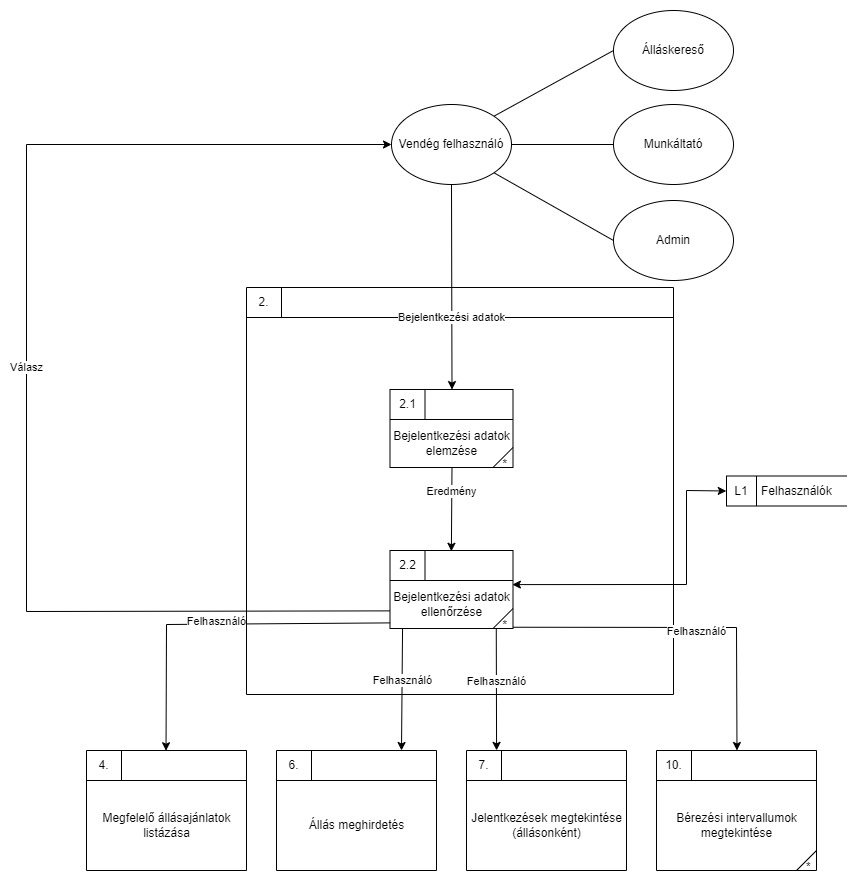 Álláskereső
Vendég felhasználó
Munkáltató
Admin
2.
Bejelentkezési adatok
Válasz
2.1
Bejelentkezési adatok
elemzése
*
Eredmény
L1
Felhasználók
2.2
Bejelentkezési adatok
ellenőrzése
*
Felhasználó
Felhasználó
Felhasználó
Felhasználó
4.
Megfelelő állásajánlatok
listázása
6.
Állás meghirdetés
7.
Jelentkezések megtekintése
(állásonként)
10.
Bérezési intervallumok
megtekintése
*